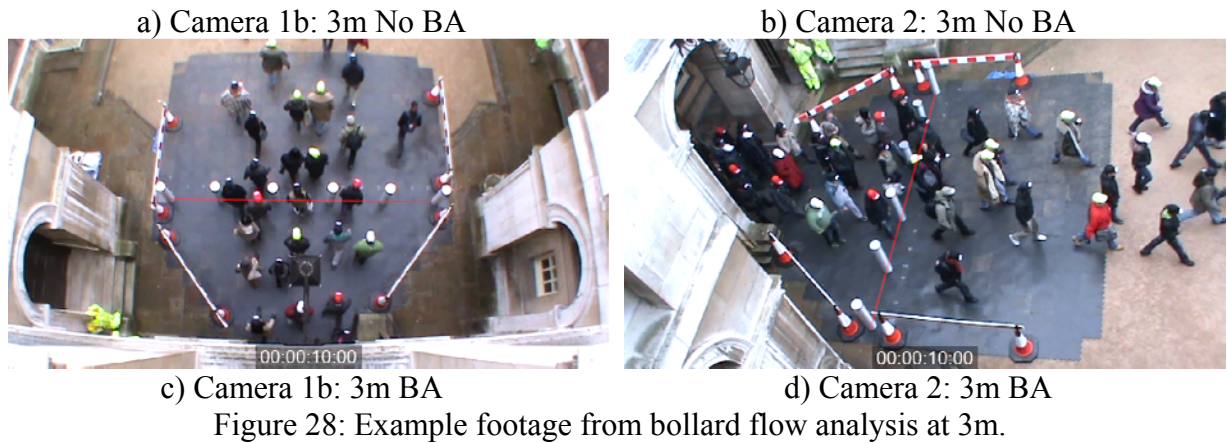 a) Camera 1b: 3m No BA
b) Camera 2: 3m No BA
00:00:10:00
00:00:10:00
c) Camera 1b: 3m BA
d) Camera 2: 3m BA
Figure 28: Example footage from bollard flow analysis at 3m.